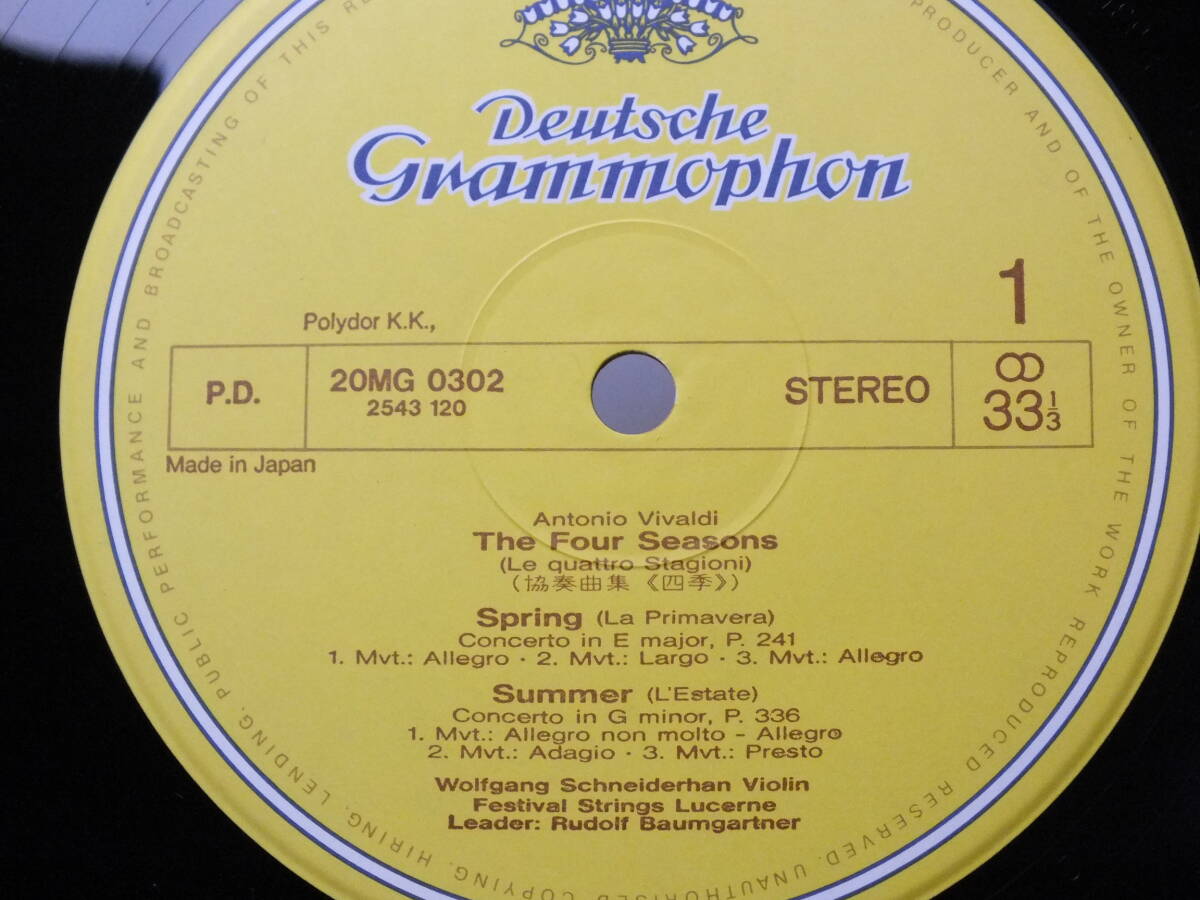 Deutsche
Grammophon
1
Polydor K.K.,
P.D.
20MG 0302
2543 120
STEREO
∞
33⅓
Made in Japan
Antonio Vivaldi
The Four Seasons
(Le quattro Stagioni)
(協奏曲集《四季》)
Spring (La Primavera)
Concerto in E major, P. 241
1. Mvt.: Allegro · 2. Mvt.: Largo · 3. Mvt.: Allegro
Summer (L'Estate)
Concerto in G minor, P. 336
1. Mvt.: Allegro non molto – Allegro
2. Mvt.: Adagio · 3. Mvt.: Presto
Wolfgang Schneiderhan Violin
Festival Strings Lucerne
Leader: Rudolf Baumgartner
PRODUCER AND OF THE OWNER OF THE WORK REPRODUCED RESERVED. UNAUTHORISED COPYING, HIRING, LENDING, PUBLIC PERFORMANCE AND BROADCASTING OF THIS